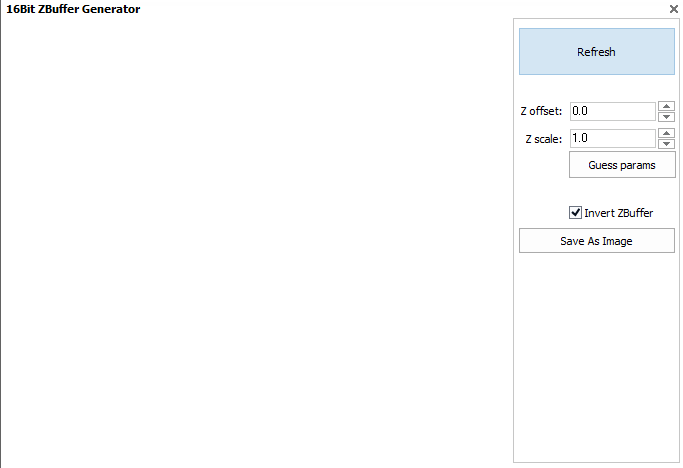 16Bit ZBuffer Generator
Refresh
Z offset: 0.0
Z scale: 1.0
Guess params
Invert ZBuffer
Save As Image